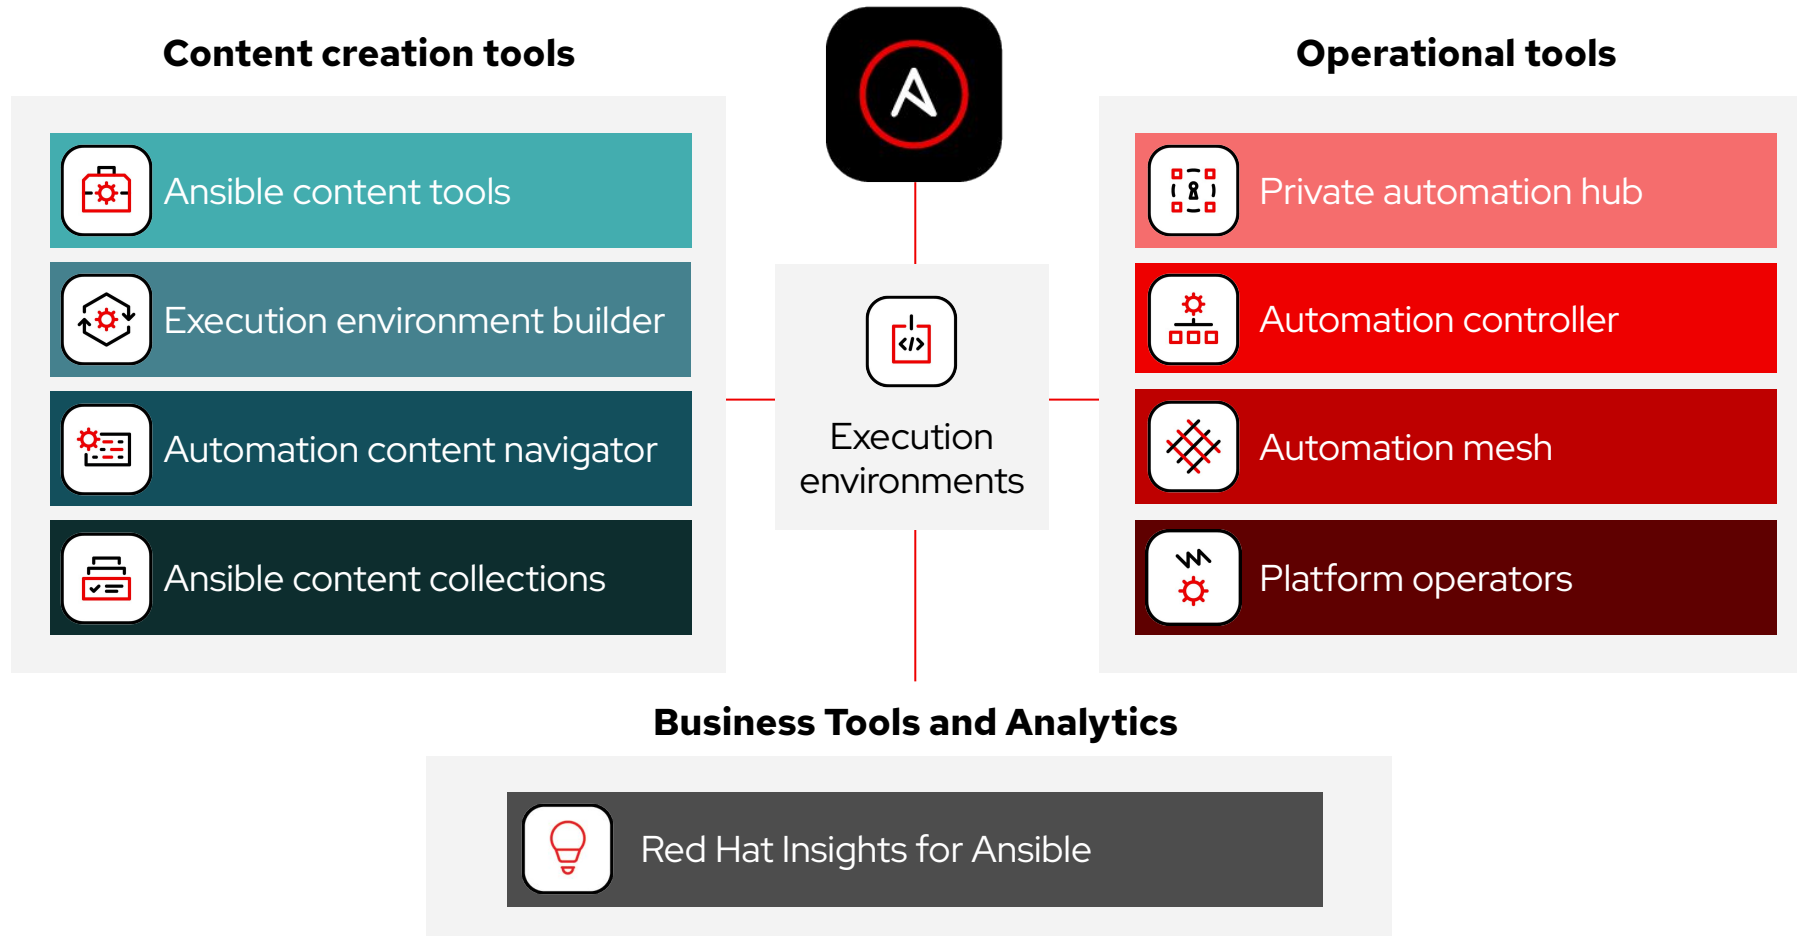 Content creation tools
Ansible content tools
Execution environment builder
Automation content navigator
Ansible content collections
</>
Execution
environments
Operational tools
Private automation hub
Automation controller
Automation mesh
Platform operators
Business Tools and Analytics
Red Hat Insights for Ansible